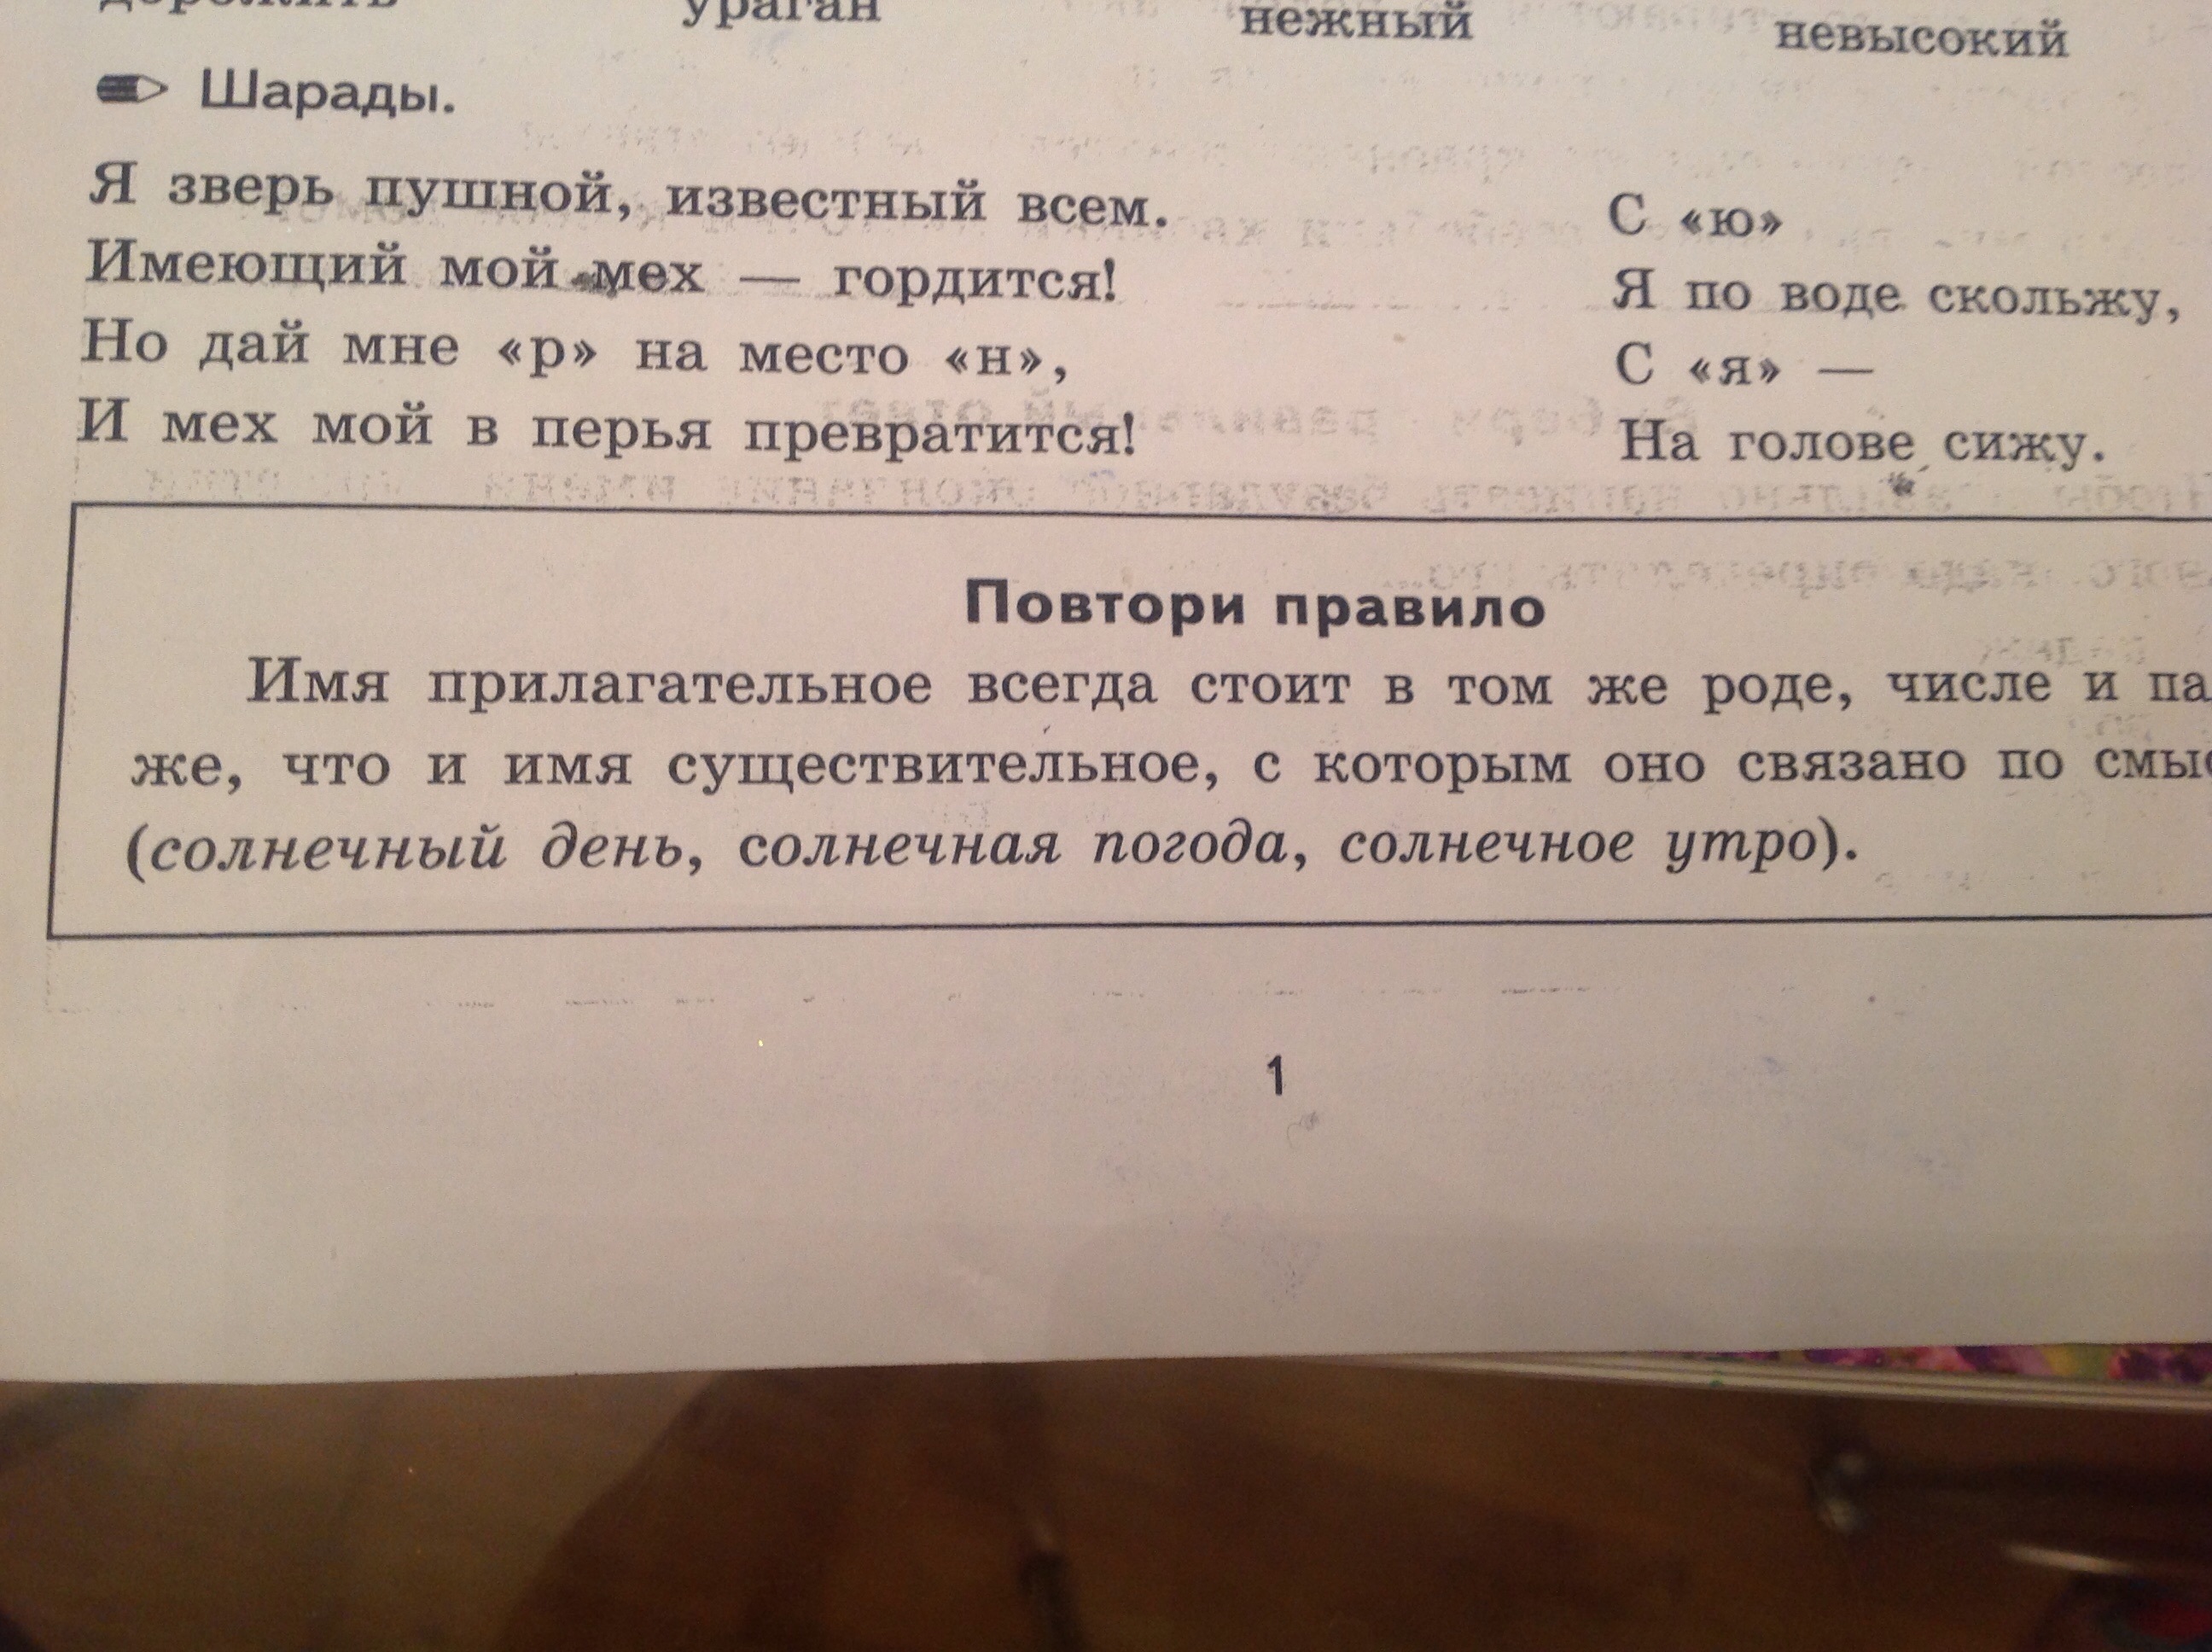 дорожить ураган нежный невысокий
Шарады.
Я зверь пушной, известный всем.
Имеющий мой мех — гордится!
Но дай мне «р» на место «н»,
И мех мой в перья превратится!
С «ю»
Я по воде скольжу,
С «я» —
На голове сижу.
Повтори правило
Имя прилагательное всегда стоит в том же роде, числе и па
же, что и имя существительное, с которым оно связано по смыс
(солнечный день, солнечная погода, солнечное утро).
1